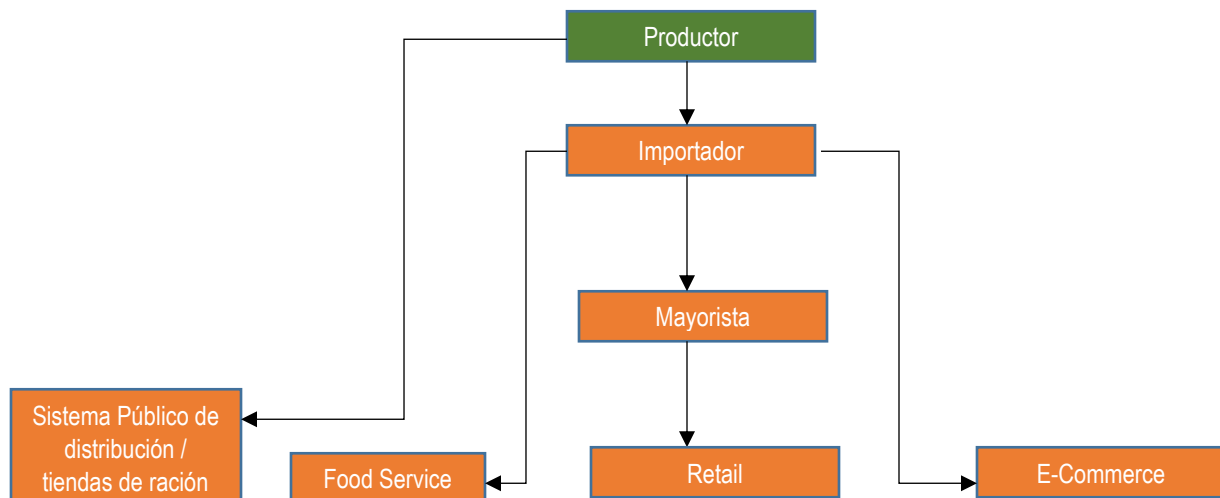 Productor
Importador
Mayorista
Sistema Público de
distribución /
tiendas de ración
Food Service
Retail
E-Commerce